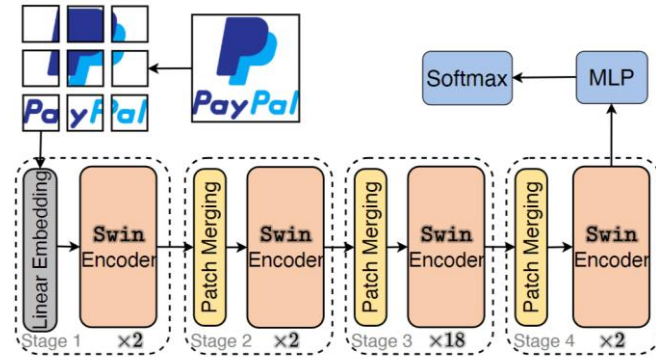 PayPal
PayPal
Softmax
MLP
Linear Embedding
Swin
Encoder
Stage 1
×2
Patch Merging
Swin
Encoder
Stage 2
×2
Patch Merging
Swin
Encoder
Stage 3
×18
Patch Merging
Swin
Encoder
Stage 4
×2